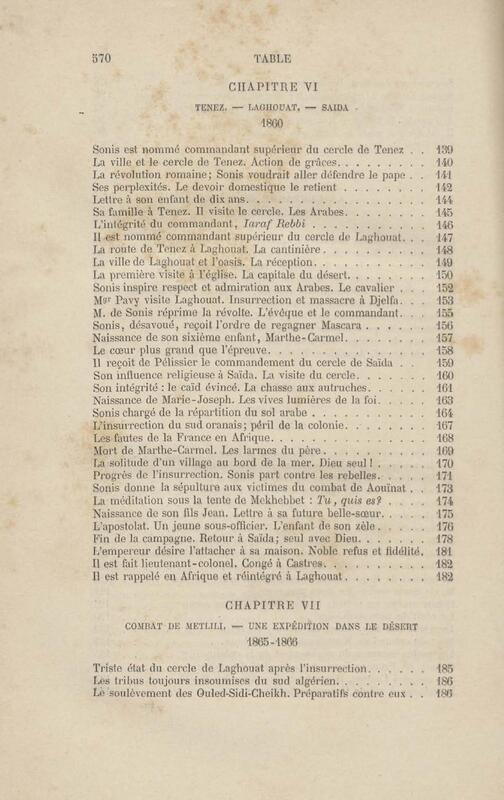 570 TABLE
CHAPITRE VI
TENEZ. — LAGHOUAT. — SAIDA
1860
Sonis est nommé commandant supérieur du cercle de Tenez . . 139
La ville et le cercle de Tenez. Action de grâces. . . . . . . . . 140
La révolution romaine; Sonis voudrait aller défendre le pape . . 141
Ses perplexités. Le devoir domestique le retient . . . . . . . . 142
Lettre à son enfant de dix ans. . . . . . . . . . . . . . . . . 144
Sa famille à Tenez. Il visite le cercle. Les Arabes. . . . . . . 145
L'intégrité du commandant, Iaraf Rebbi . . . . . . . . . . . . 146
Il est nommé commandant supérieur du cercle de Laghouat. . . 147
La route de Tenez à Laghouat. La cantinière . . . . . . . . . . 148
La ville de Laghouat et l'oasis. La réception. . . . . . . . . . 149
La première visite à l'église. La capitale du désert. . . . . . . 150
Sonis inspire respect et admiration aux Arabes. Le cavalier . . . 152
Mgr Pavy visite Laghouat. Insurrection et massacre à Djelfa. . . 153
M. de Sonis réprime la révolte. L'évêque et le commandant. . . . 155
Sonis, désavoué, reçoit l'ordre de regagner Mascara . . . . . . 156
Naissance de son sixième enfant, Marthe-Carmel. . . . . . . . 157
Le cœur plus grand que l'épreuve. . . . . . . . . . . . . . . 158
Il reçoit de Pélissier le commandement du cercle de Saïda . . . 159
Son influence religieuse à Saïda. La visite du cercle. . . . . . . 160
Son intégrité : le caïd évincé. La chasse aux autruches. . . . . . 161
Naissance de Marie-Joseph. Les vives lumières de la foi. . . . . 163
Sonis chargé de la répartition du sol arabe . . . . . . . . . . . 164
L'insurrection du sud oranais; péril de la colonie. . . . . . . . 167
Les fautes de la France en Afrique. . . . . . . . . . . . . . . 168
Mort de Marthe-Carmel. Les larmes du père. . . . . . . . . . . 169
La solitude d'un village au bord de la mer. Dieu seul ! . . . . . 170
Progrès de l'insurrection. Sonis part contre les rebelles. . . . . 171
Sonis donne la sépulture aux victimes du combat de Aouïnat . . 173
La méditation sous la tente de Mekhebbet : Tu, quis es? . . . . 174
Naissance de son fils Jean. Lettre à sa future belle-sœur. . . . . 175
L'apostolat. Un jeune sous-officier. L'enfant de son zèle . . . . . 176
Fin de la campagne. Retour à Saïda; seul avec Dieu. . . . . . . 178
L'empereur désire l'attacher à sa maison. Noble refus et fidélité. 181
Il est fait lieutenant-colonel. Congé à Castres. . . . . . . . . . 182
Il est rappelé en Afrique et réintégré à Laghouat . . . . . . . . 182
CHAPITRE VII
COMBAT DE METLILI. — UNE EXPÉDITION DANS LE DÉSERT
1865-1866
Triste état du cercle de Laghouat après l'insurrection. . . . . . 185
Les tribus toujours insoumises du sud algérien. . . . . . . . . 186
Le soulèvement des Ouled-Sidi-Cheikh. Préparatifs contre eux . . 186